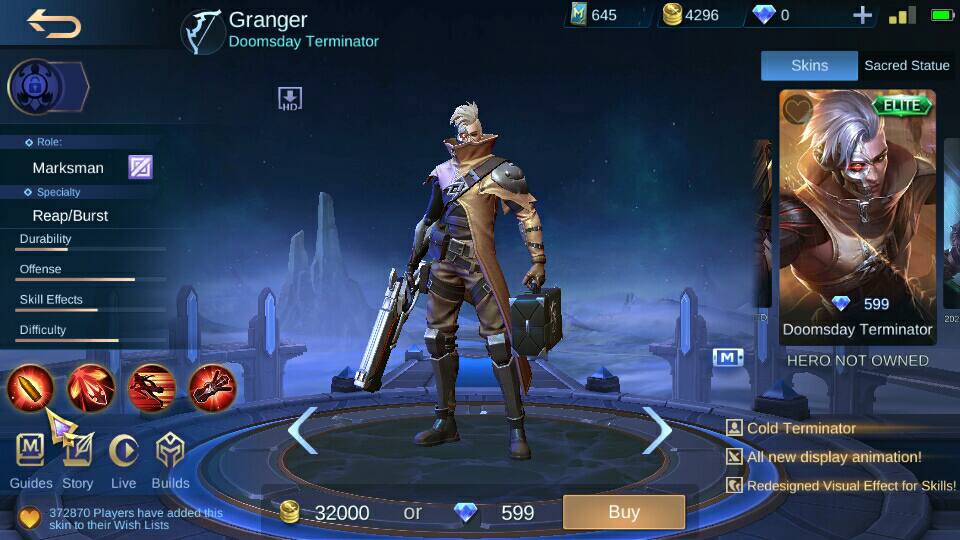 Granger
Doomsday Terminator
645
4296
0
HD
Skins
Sacred Statue
Role:
Marksman
Specialty
Reap/Burst
Durability
Offense
Skill Effects
Difficulty
ELITE
599
Doomsday Terminator
HERO NOT OWNED
M
Cold Terminator
All new display animation!
Redesigned Visual Effect for Skills!
Guides
Story
Live
Builds
372870 Players have added this
skin to their Wish Lists
32000 or 599
Buy